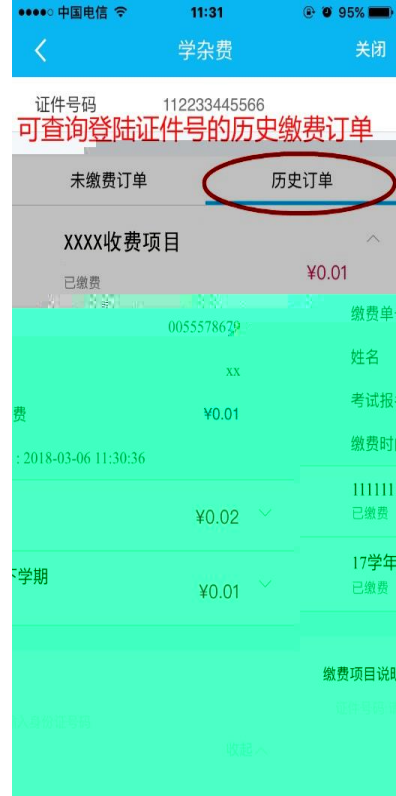 中国电信 11:31 95%
学杂费 关闭
证件号码 112233445566
可查询登陆证件号的历史缴费订单
未缴费订单 历史订单
XXXX收费项目
¥0.01
已缴费
缴费单
0055578679
姓名
xx
考试报
费 ¥0.01
缴费时
: 2018-03-06 11:30:36
111111
已缴费
¥0.02
17学年
下学期
已缴费
¥0.01
缴费项目说明
收起